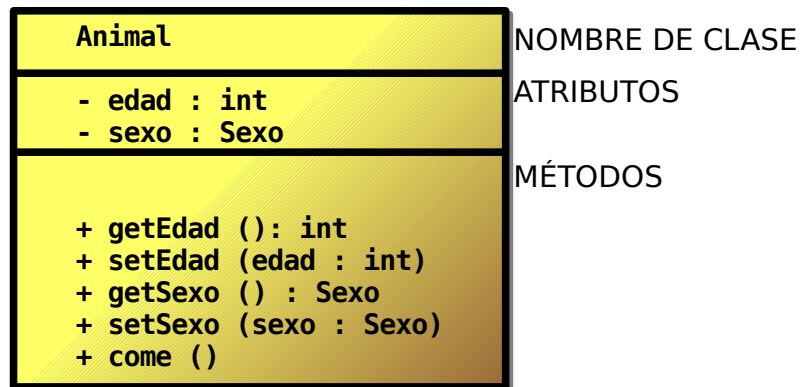 Animal
NOMBRE DE CLASE
- edad : int
- sexo : Sexo
ATRIBUTOS
MÉTODOS
+ getEdad (): int
+ setEdad (edad : int)
+ getSexo () : Sexo
+ setSexo (sexo : Sexo)
+ come ()